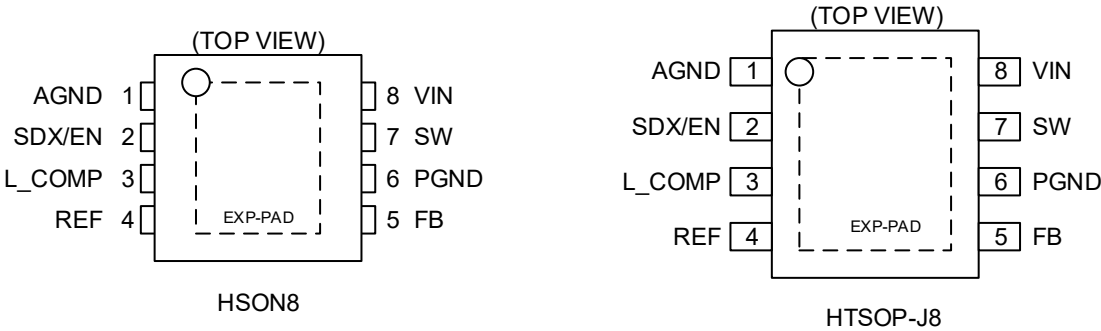 (TOP VIEW)
AGND 1
8 VIN
SDX/EN 2
7 SW
L_COMP 3
6 PGND
REF 4
5 FB
EXP-PAD
HSON8
(TOP VIEW)
AGND 1
8 VIN
SDX/EN 2
7 SW
L_COMP 3
6 PGND
REF 4
5 FB
EXP-PAD
HTSOP-J8